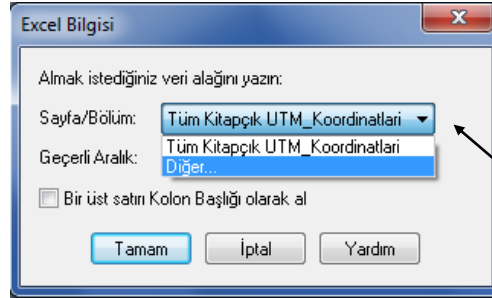 Excel Bilgisi
Almak istediğiniz veri alağını yazın:
Sayfa/Bölüm: Tüm Kitapçık UTM_Koordinatlari
Tüm Kitapçık UTM_Koordinatlari
Geçerli Aralık: Diğer...
Bir üst satırı Kolon Başlığı olarak al
Tamam İptal Yardım